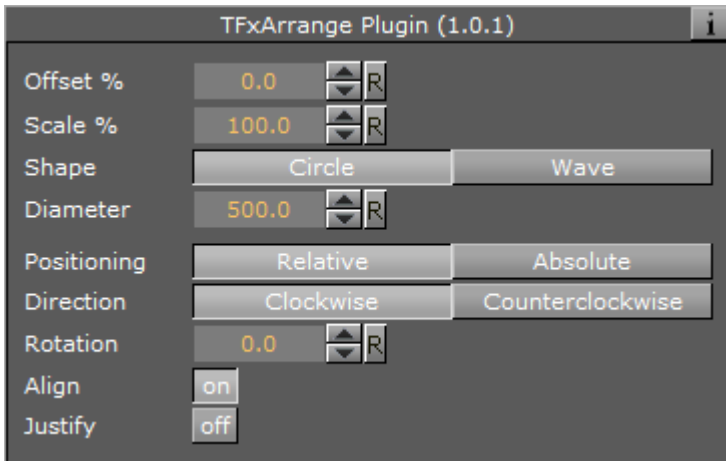 TFxArrange Plugin (1.0.1) i
Offset % 0.0 R
Scale % 100.0 R
Shape Circle Wave
Diameter 500.0 R
Positioning Relative Absolute
Direction Clockwise Counterclockwise
Rotation 0.0 R
Align on
Justify off